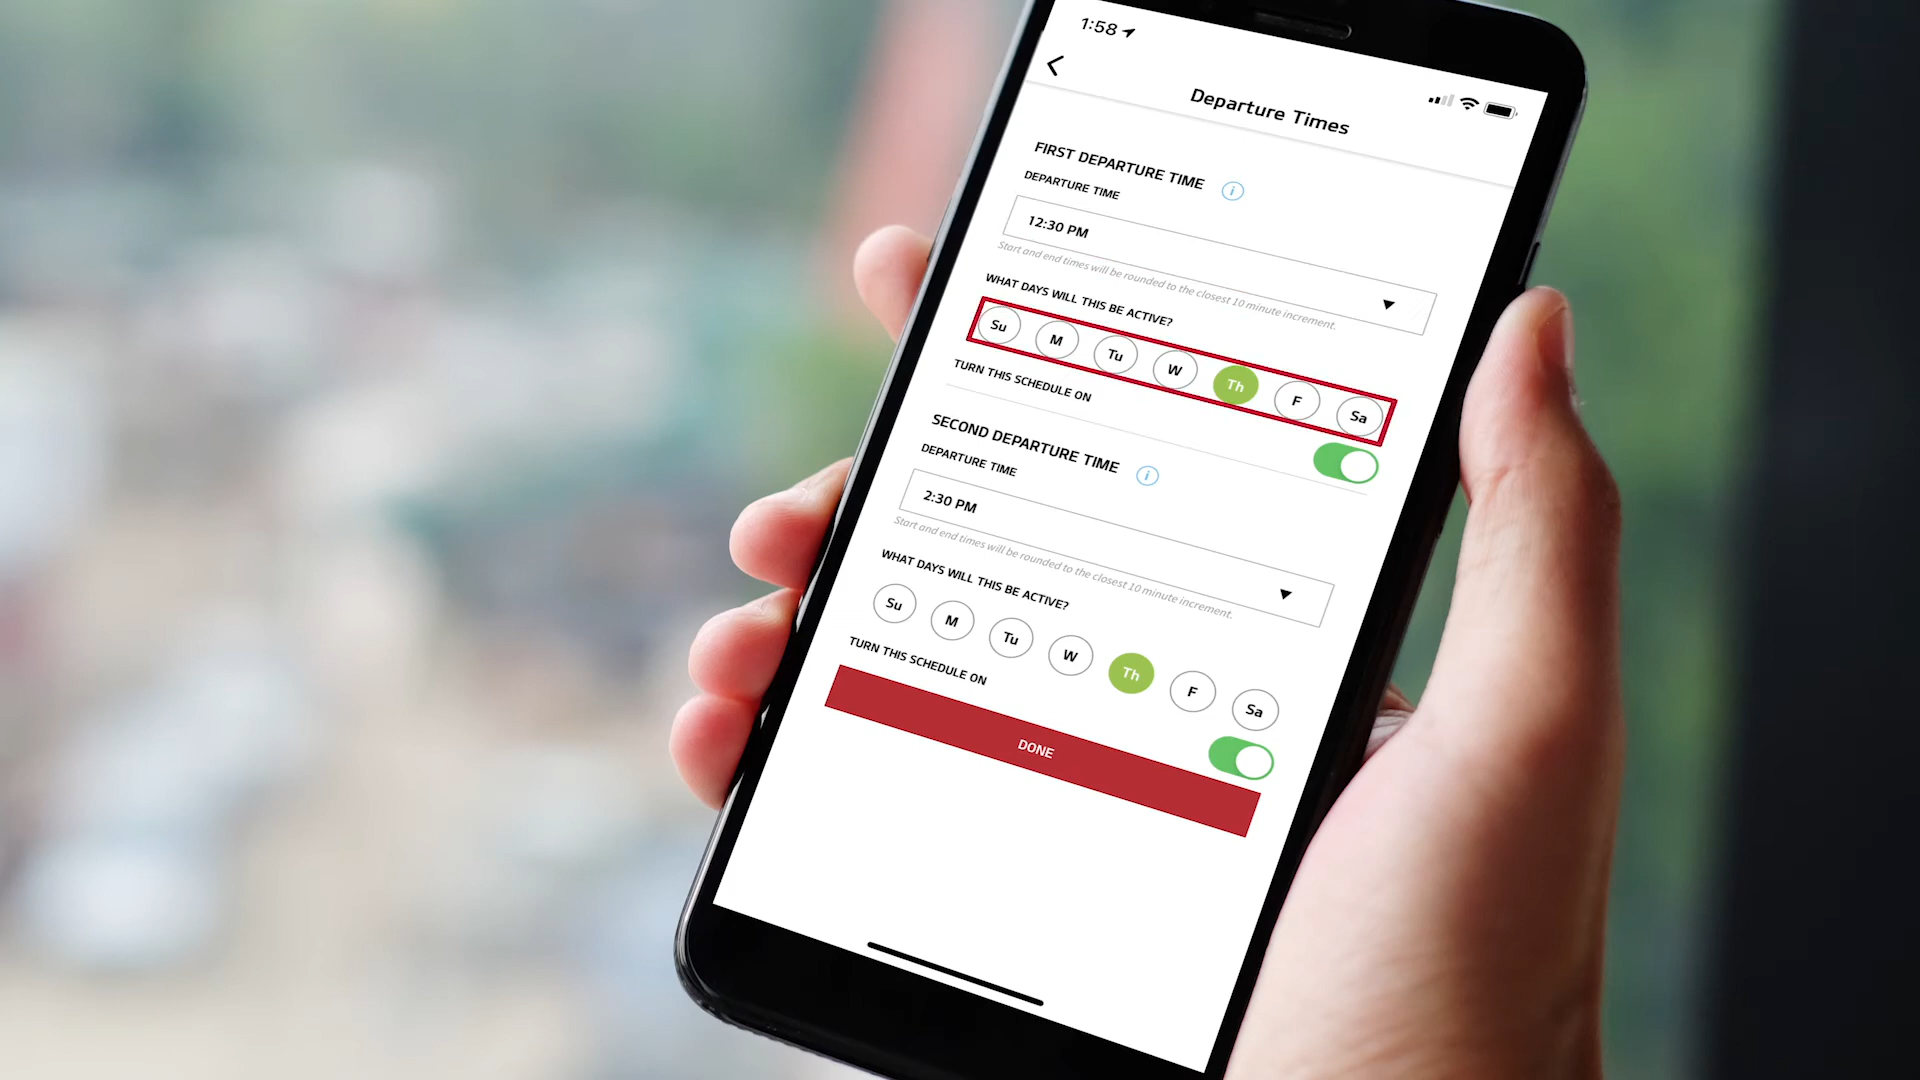 1:58
Departure Times
FIRST DEPARTURE TIME i
DEPARTURE TIME
12:30 PM
Start and end times will be rounded to the closest 10 minute increment.
WHAT DAYS WILL THIS BE ACTIVE?
Su M Tu W Th F Sa
TURN THIS SCHEDULE ON
SECOND DEPARTURE TIME i
DEPARTURE TIME
2:30 PM
Start and end times will be rounded to the closest 10 minute increment.
WHAT DAYS WILL THIS BE ACTIVE?
Su M Tu W Th F Sa
TURN THIS SCHEDULE ON
DONE